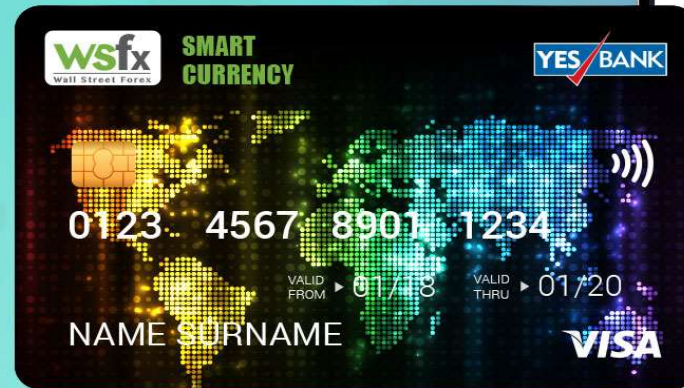 WSfx
Wall Street Forex
SMART
CURRENCY
YES BANK
0123 4567 8901 1234
VALID
FROM ▸ 01/18
VALID
THRU ▸ 01/20
NAME SURNAME
VISA